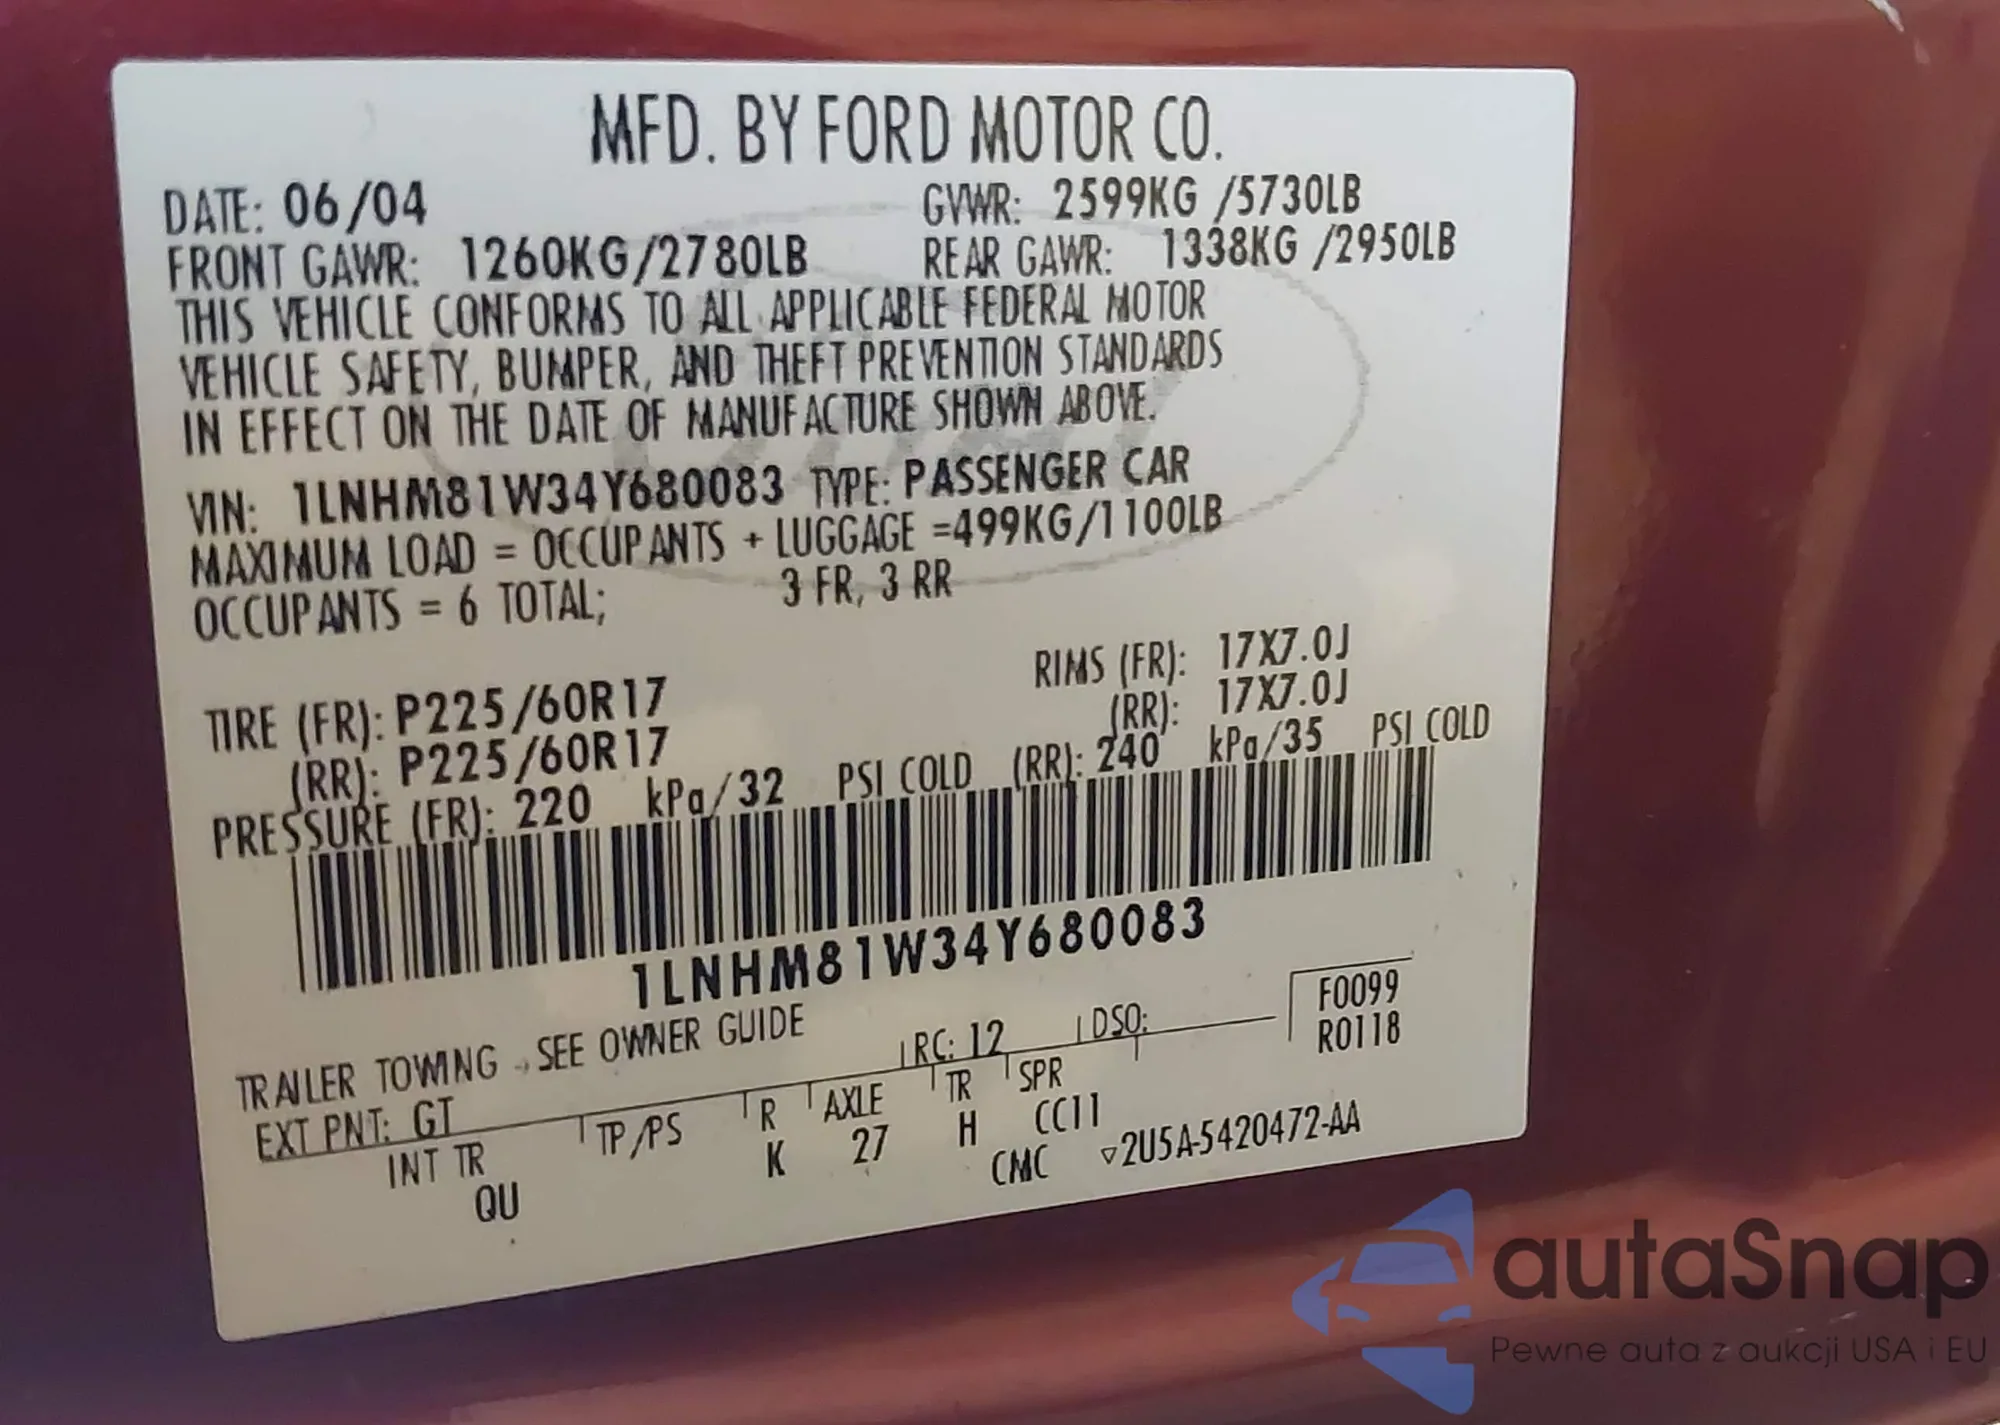 MFD. BY FORD MOTOR CO.
DATE: 06/04 GVWR: 2599KG /5730LB
FRONT GAWR: 1260KG/2780LB REAR GAWR: 1338KG /2950LB
THIS VEHICLE CONFORMS TO ALL APPLICABLE FEDERAL MOTOR
VEHICLE SAFETY, BUMPER, AND THEFT PREVENTION STANDARDS
IN EFFECT ON THE DATE OF MANUFACTURE SHOWN ABOVE.
VIN: 1LNHM81W34Y680083 TYPE: PASSENGER CAR
MAXIMUM LOAD = OCCUPANTS + LUGGAGE =499KG/1100LB
OCCUPANTS = 6 TOTAL; 3 FR, 3 RR
TIRE (FR): P225/60R17 RIMS (FR): 17X7.0J
(RR): P225/60R17 (RR): 17X7.0J
PRESSURE (FR): 220 kPa/32 PSI COLD (RR): 240 kPa/35 PSI COLD
1LNHM81W34Y680083
TRAILER TOWING - SEE OWNER GUIDE
F0099
EXT PNT: GT RC: 12 DSO: R0118
INT TR TP/PS R AXLE TR SPR
QU K 27 H CC11
CMC ▽2U5A-5420472-AA
autaSnap
Pewne auta z aukcji USA i EU